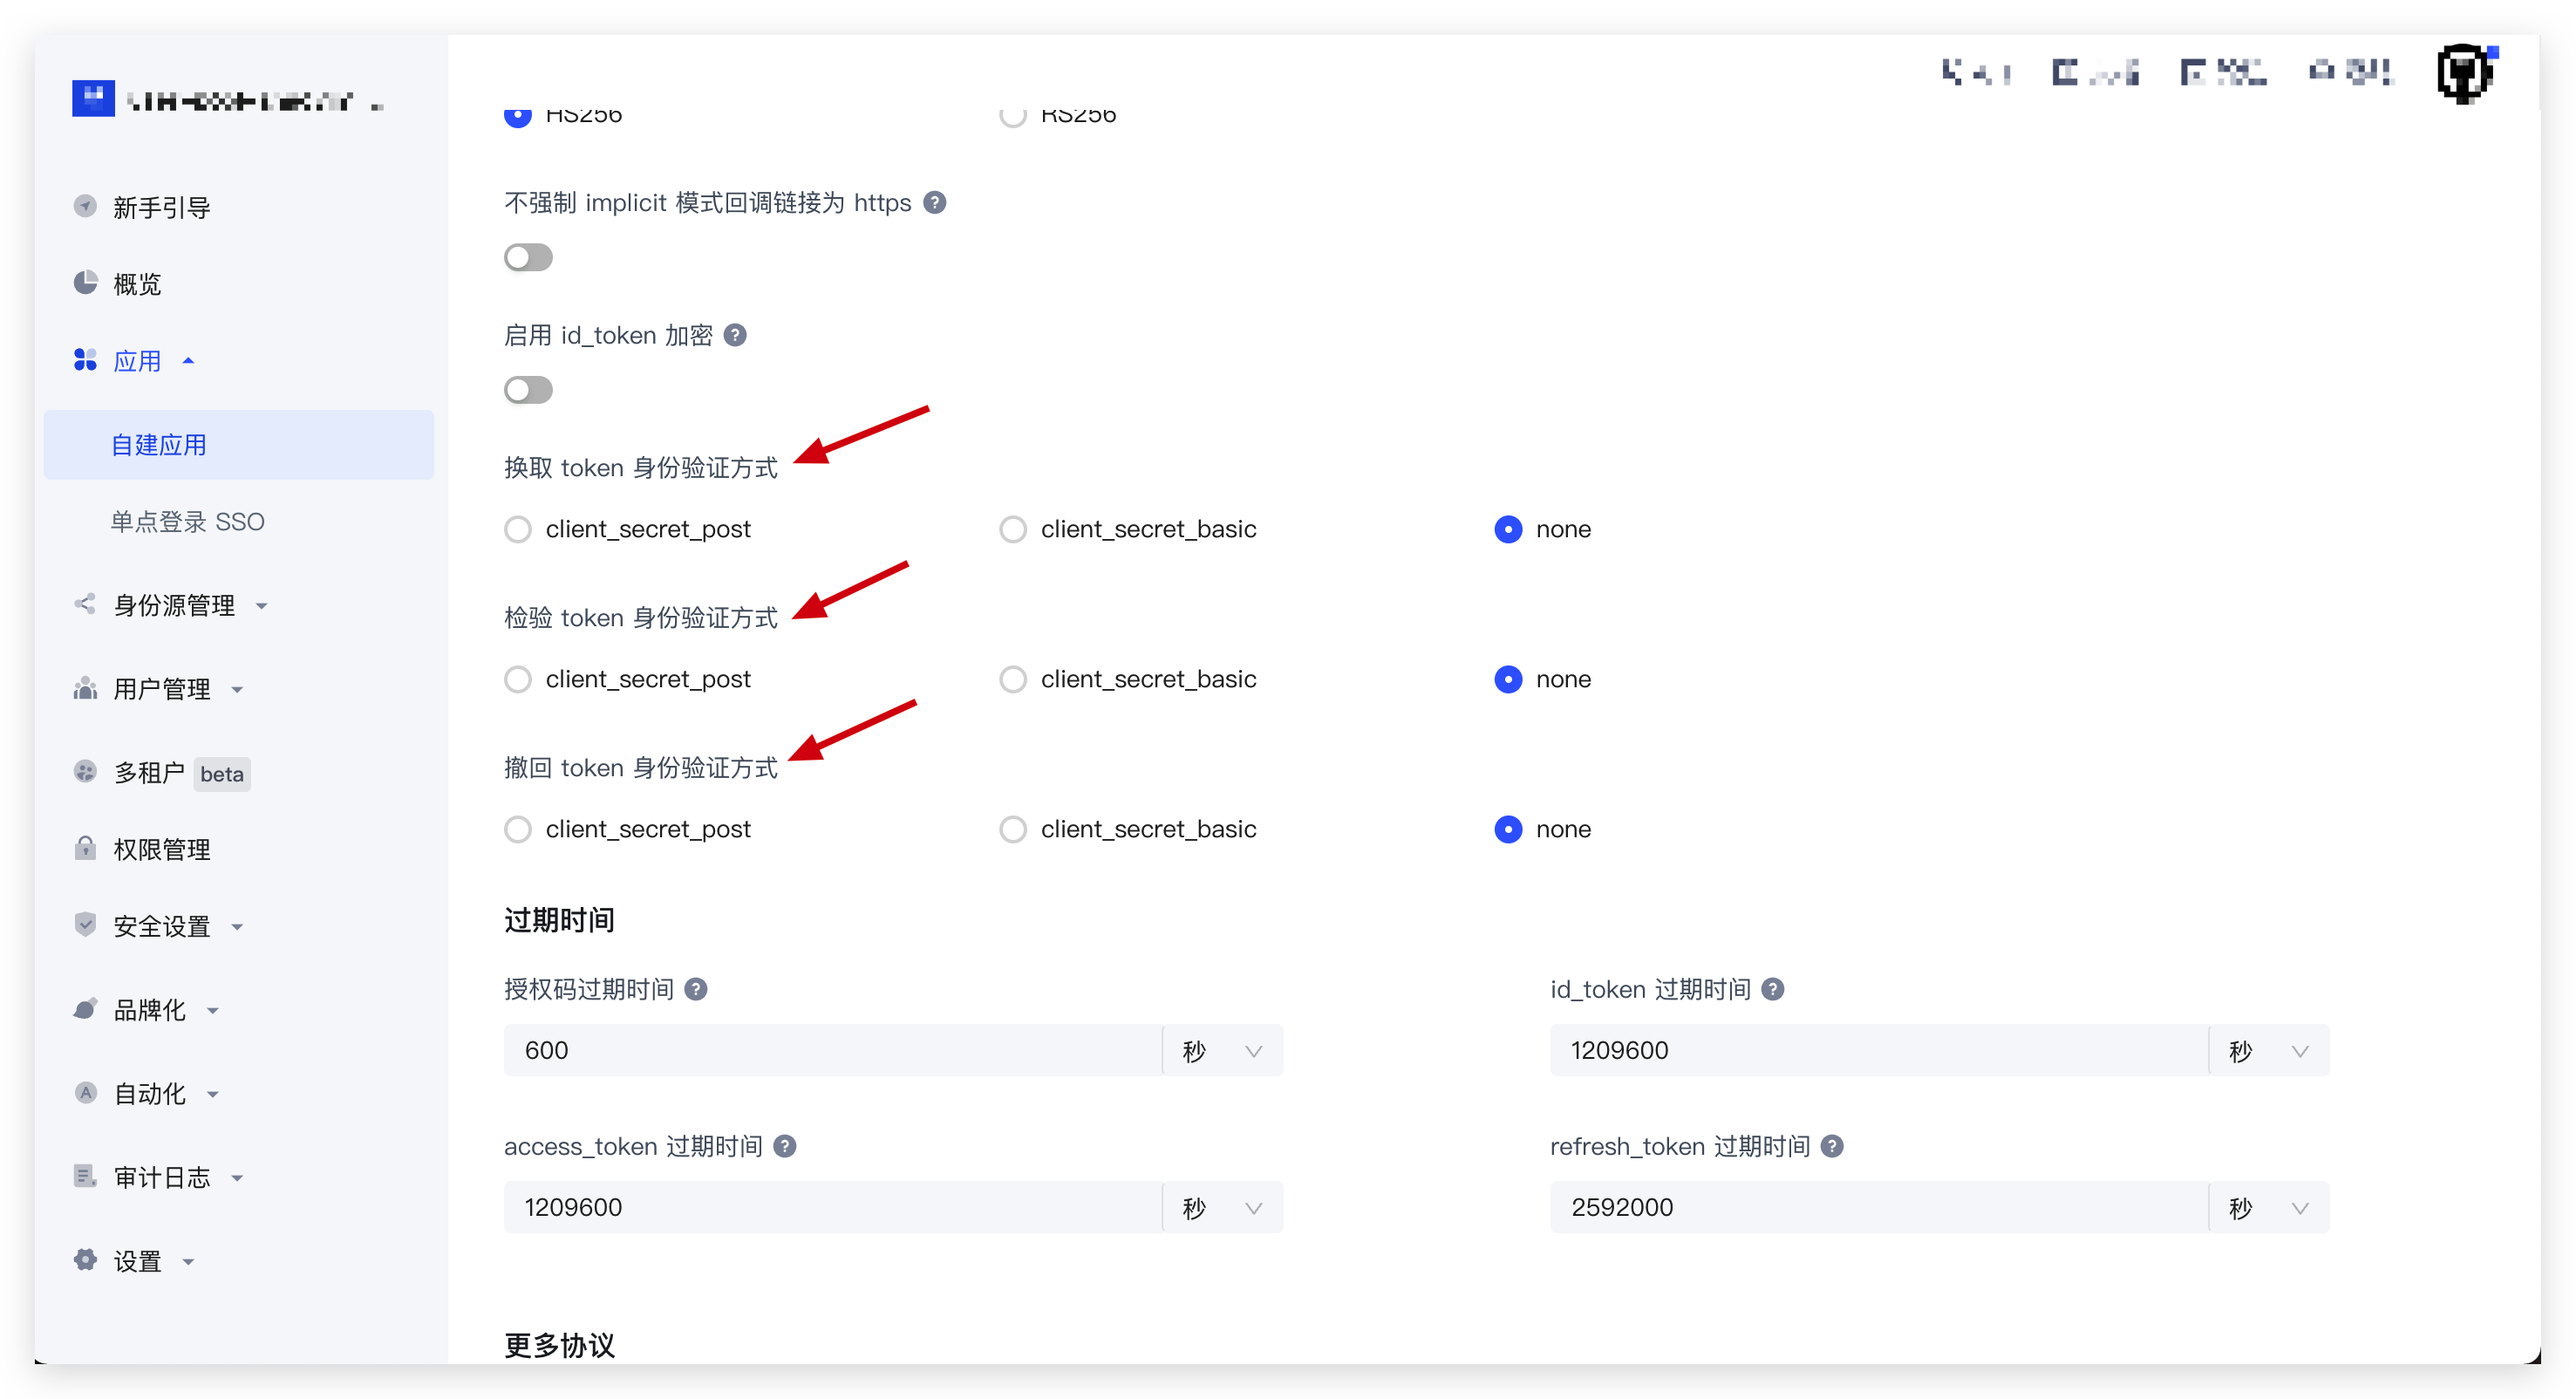 新手引导
概览
应用
自建应用
单点登录 SSO
身份源管理
用户管理
多租户 beta
权限管理
安全设置
品牌化
自动化
审计日志
设置
HS256 RS256
不强制 implicit 模式回调链接为 https
启用 id_token 加密
换取 token 身份验证方式
client_secret_post client_secret_basic none
检验 token 身份验证方式
client_secret_post client_secret_basic none
撤回 token 身份验证方式
client_secret_post client_secret_basic none
过期时间
授权码过期时间 id_token 过期时间
600 秒 1209600 秒
access_token 过期时间 refresh_token 过期时间
1209600 秒 2592000 秒
更多协议